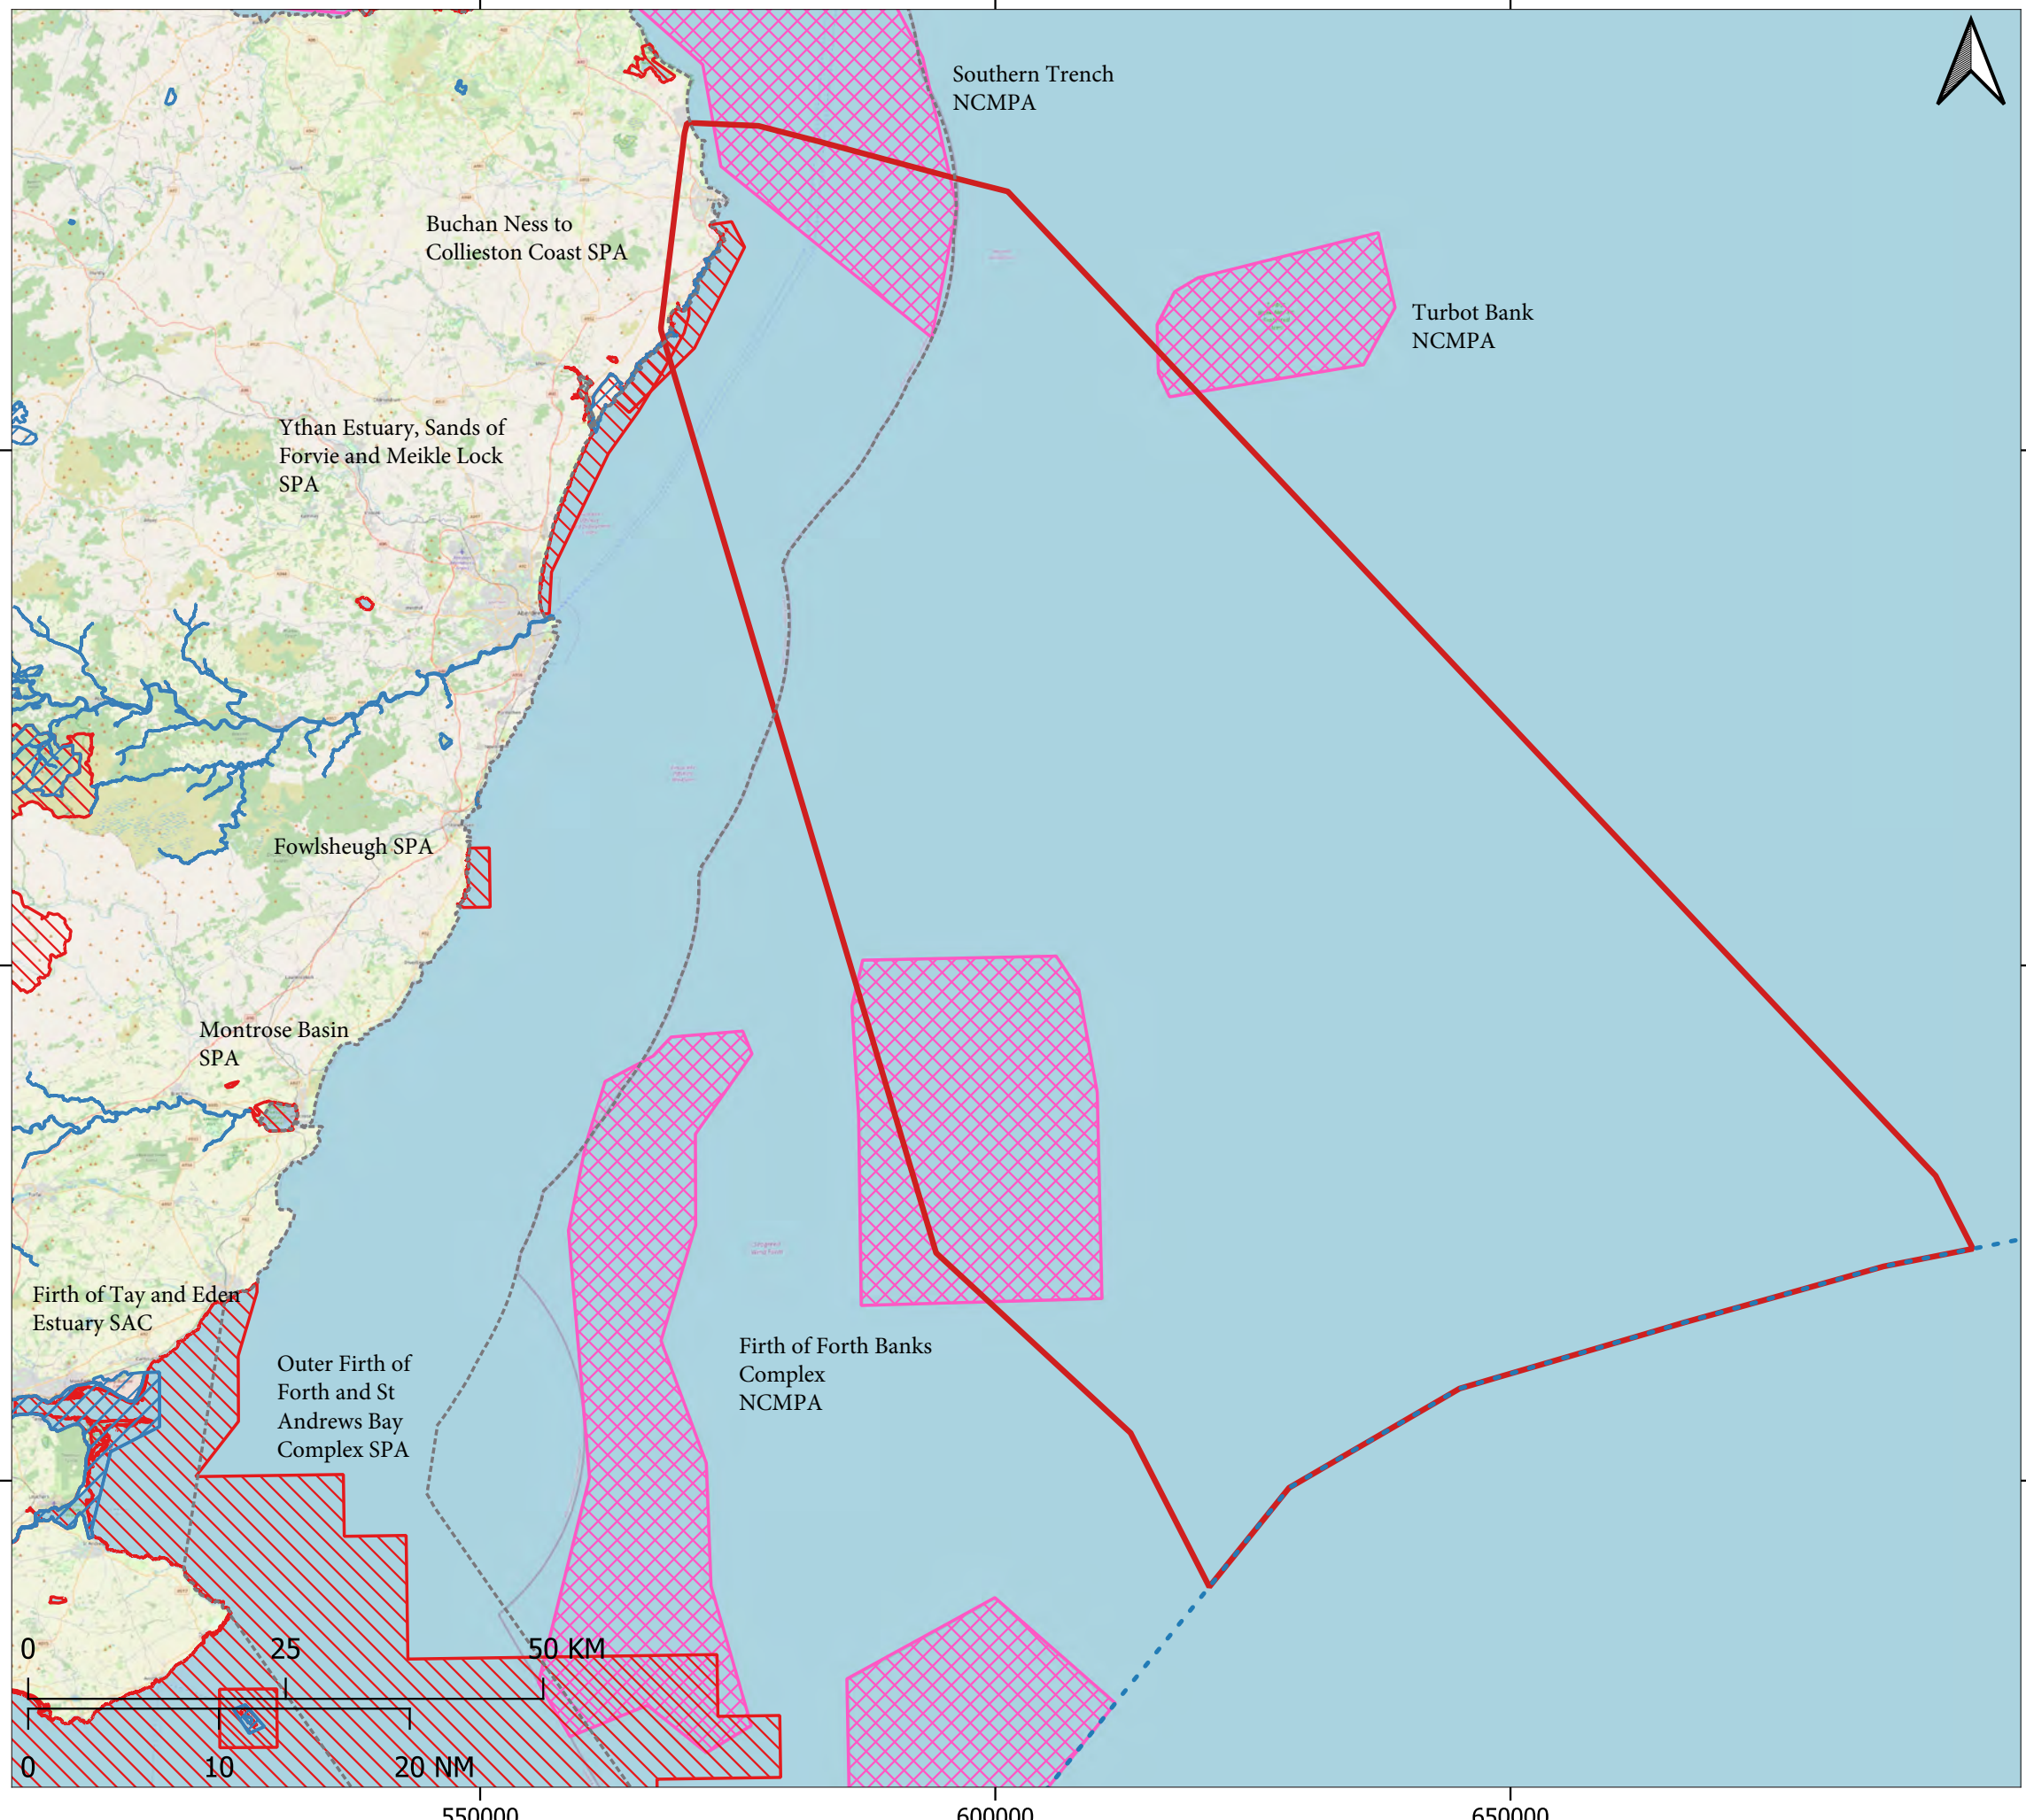 Southern Trench
NCMPA
Buchan Ness to
Collieston Coast SPA
Turbot Bank
NCMPA
Ythan Estuary, Sands of
Forvie and Meikle Lock
SPA
Fowlsheugh SPA
Montrose Basin
SPA
Firth of Tay and Eden
Estuary SAC
Outer Firth of
Forth and St
Andrews Bay
Complex SPA
Firth of Forth Banks
Complex
NCMPA
0 25 50 KM
0 10 20 NM
550000 600000 650000